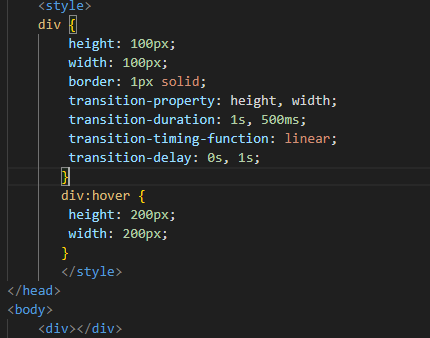 <style>
div {
height: 100px;
width: 100px;
border: 1px solid;
transition-property: height, width;
transition-duration: 1s, 500ms;
transition-timing-function: linear;
transition-delay: 0s, 1s;
}
div:hover {
height: 200px;
width: 200px;
}
</style>
</head>
<body>
<div></div>